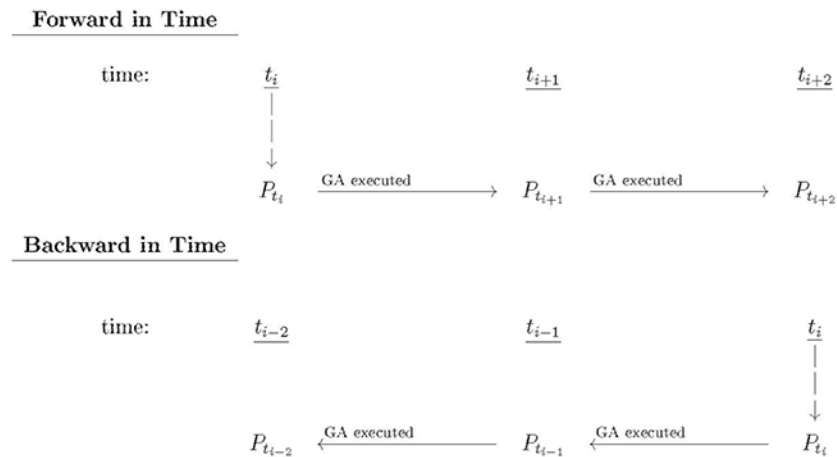 Forward in Time
time: t_i t_{i+1} t_{i+2}
P_{t_i} GA executed P_{t_{i+1}} GA executed P_{t_{i+2}}
Backward in Time
time: t_{i-2} t_{i-1} t_i
P_{t_{i-2}} GA executed P_{t_{i-1}} GA executed P_{t_i}